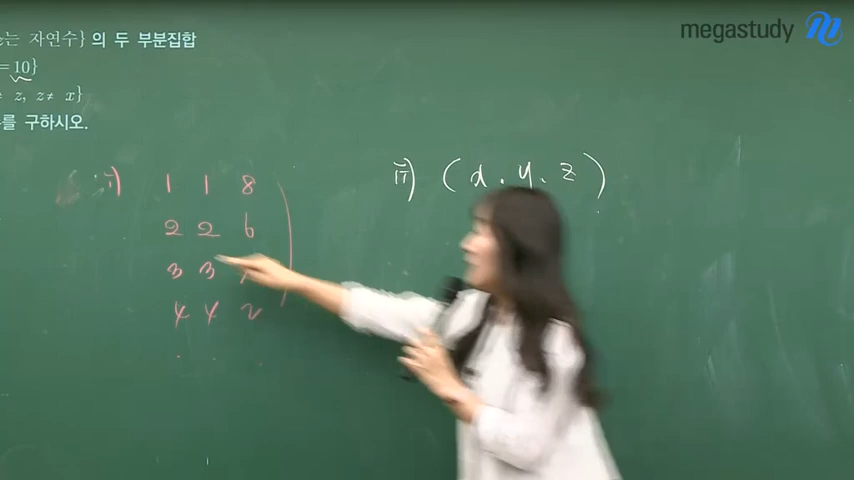 megastudy
는 자연수} 의 두 부분집합
=10}
z, z≠ x}
를 구하시오.
i) 1 1 8
2 2 6
3 3
4 4 2
ii) (x, y, z)